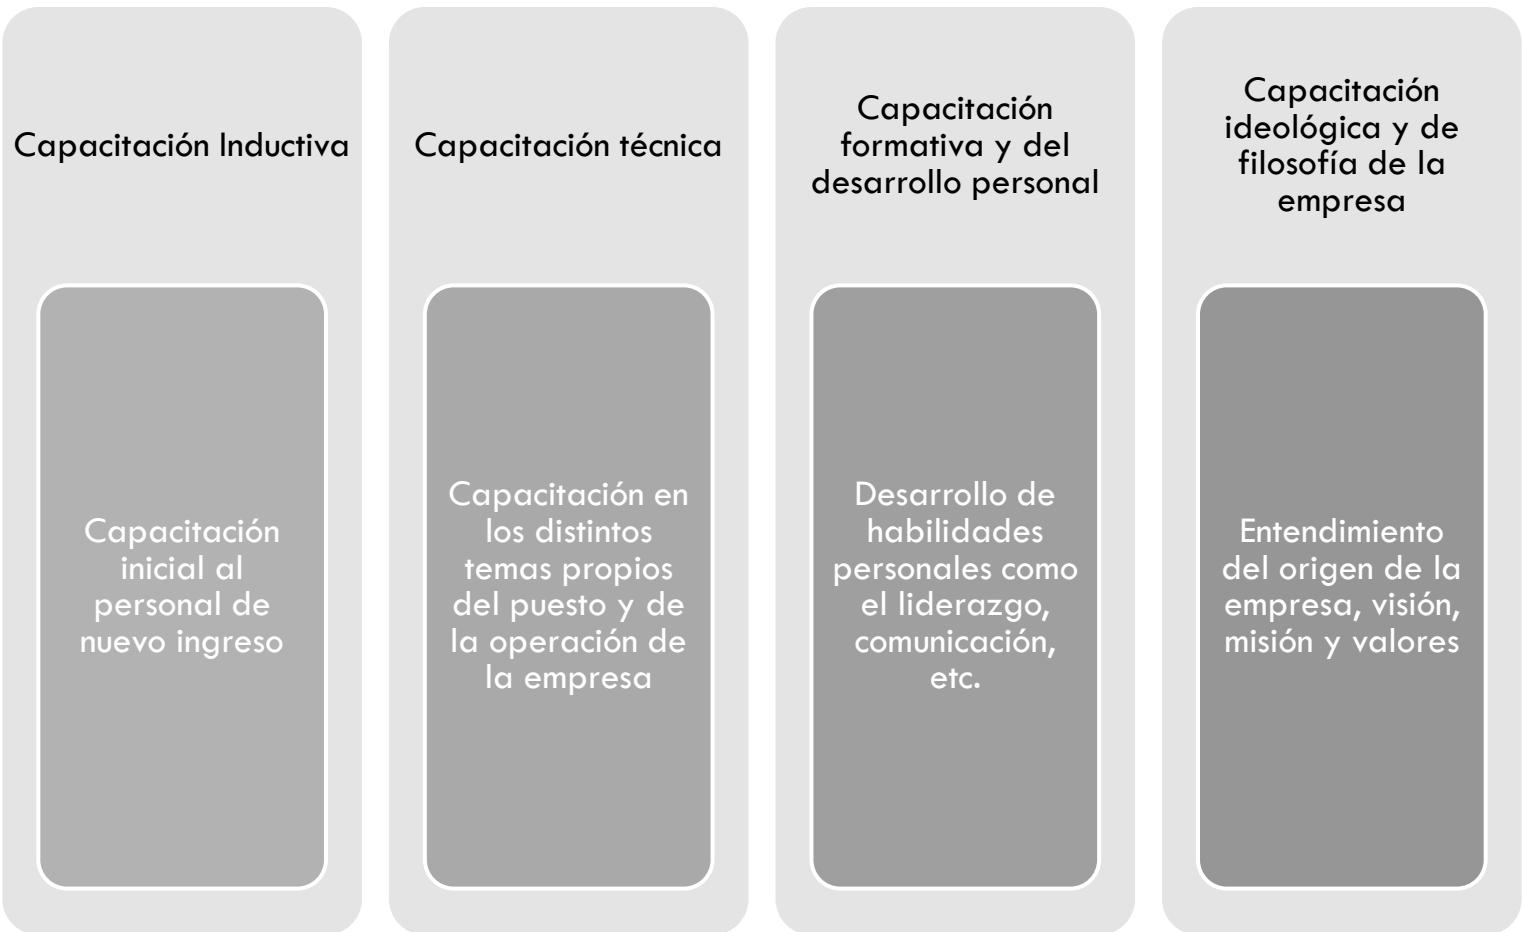 Capacitación Inductiva
Capacitación
inicial al
personal de
nuevo ingreso
Capacitación técnica
Capacitación en
los distintos
temas propios
del puesto y de
la operación de
la empresa
Capacitación
formativa y del
desarrollo personal
Desarrollo de
habilidades
personales como
el liderazgo,
comunicación,
etc.
Capacitación
ideológica y de
filosofía de la
empresa
Entendimiento
del origen de la
empresa, visión,
misión y valores